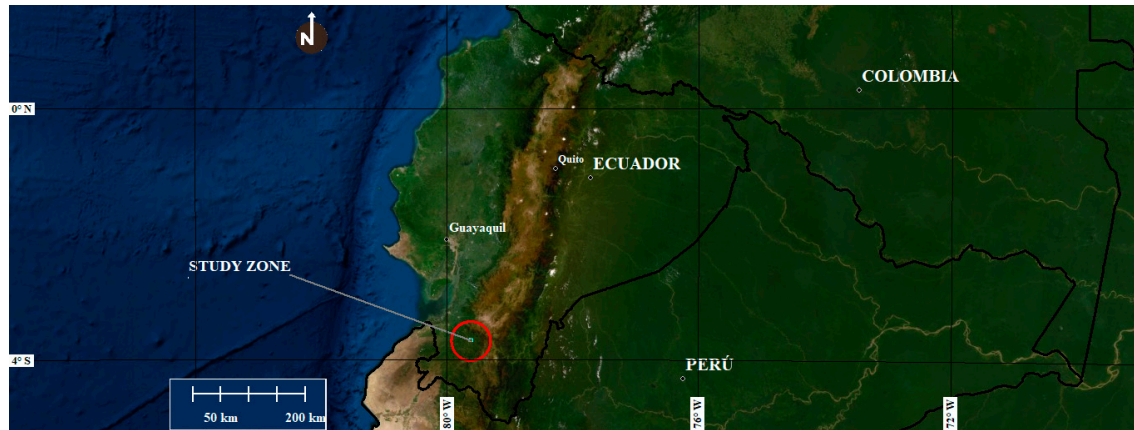 N
COLOMBIA
0° N
Quito
ECUADOR
Guayaquil
STUDY ZONE
4° S
PERÚ
50 km
200 km
80° W
76° W
72° W